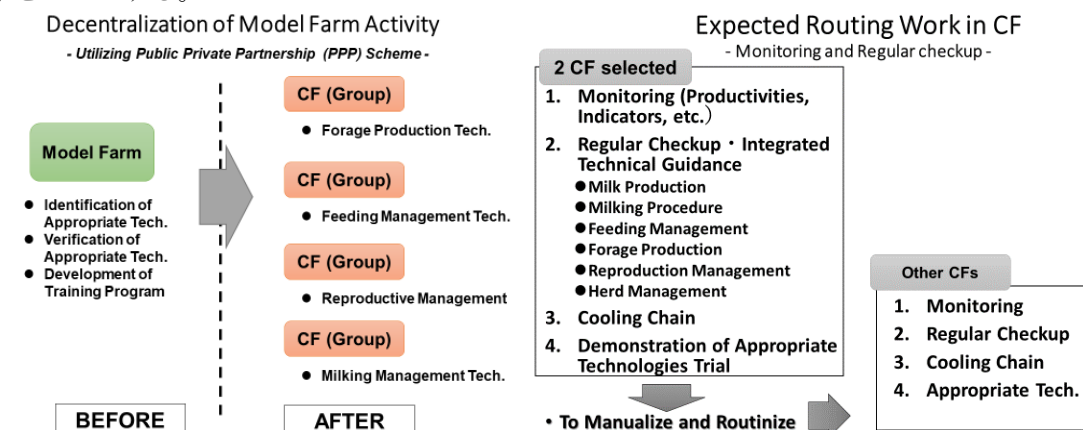 Decentralization of Model Farm Activity
- Utilizing Public Private Partnership (PPP) Scheme -
Model Farm
● Identification of
Appropriate Tech.
● Verification of
Appropriate Tech.
● Development of
Training Program
CF (Group)
● Forage Production Tech.
CF (Group)
● Feeding Management Tech.
CF (Group)
● Reproductive Management
CF (Group)
● Milking Management Tech.
BEFORE
AFTER
Expected Routing Work in CF
- Monitoring and Regular checkup -
2 CF selected
1. Monitoring (Productivities,
Indicators, etc.）
2. Regular Checkup・Integrated
Technical Guidance
●Milk Production
●Milking Procedure
●Feeding Management
●Forage Production
●Reproduction Management
●Herd Management
3. Cooling Chain
4. Demonstration of Appropriate
Technologies Trial
• To Manualize and Routinize
Other CFs
1. Monitoring
2. Regular Checkup
3. Cooling Chain
4. Appropriate Tech.